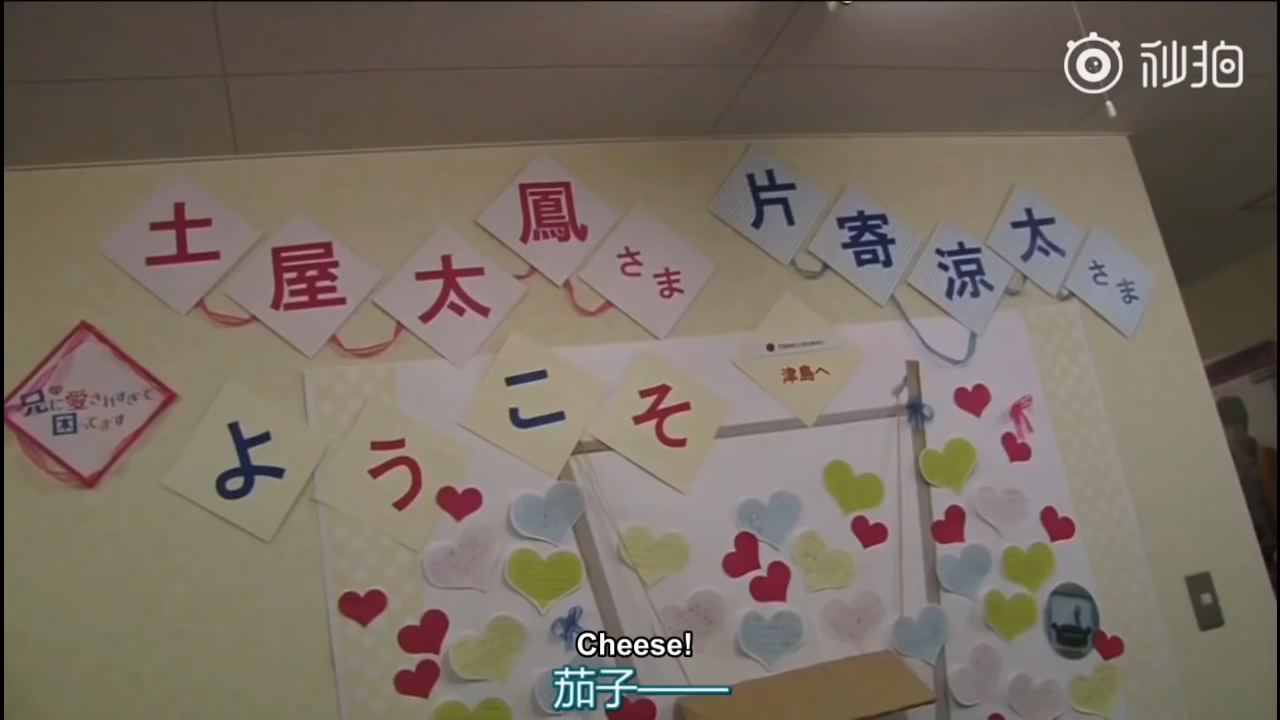 秒拍
土屋太鳳さま
片寄涼太さま
兄に愛されすぎて
困ってます
ようこそ
津島へ
Cheese!
茄子——